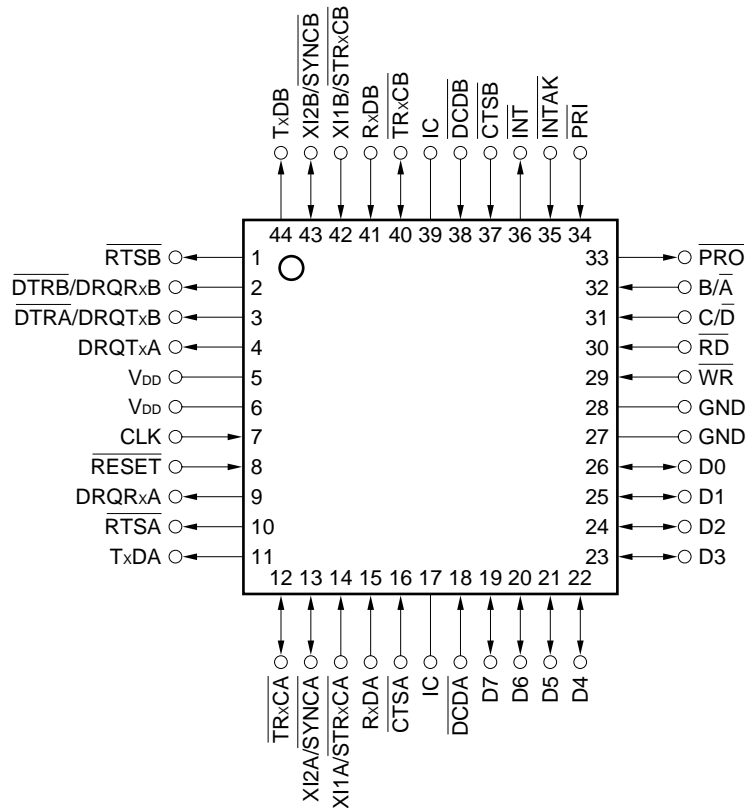 TxDB
XI2B/SYNCB
XI1B/STRxCB
RxDB
TRxCB
IC
DCDB
CTSB
INT
INTAK
PRI
44 43 42 41 40 39 38 37 36 35 34
RTSB 1
DTRB/DRQRxB 2
DTRA/DRQTxB 3
DRQTxA 4
VDD 5
VDD 6
CLK 7
RESET 8
DRQRxA 9
RTSA 10
TxDA 11
33 PRO
32 B/A
31 C/D
30 RD
29 WR
28 GND
27 GND
26 D0
25 D1
24 D2
23 D3
12 13 14 15 16 17 18 19 20 21 22
TRxCA
XI2A/SYNCA
XI1A/STRxCA
RxDA
CTSA
IC
DCDA
D7
D6
D5
D4